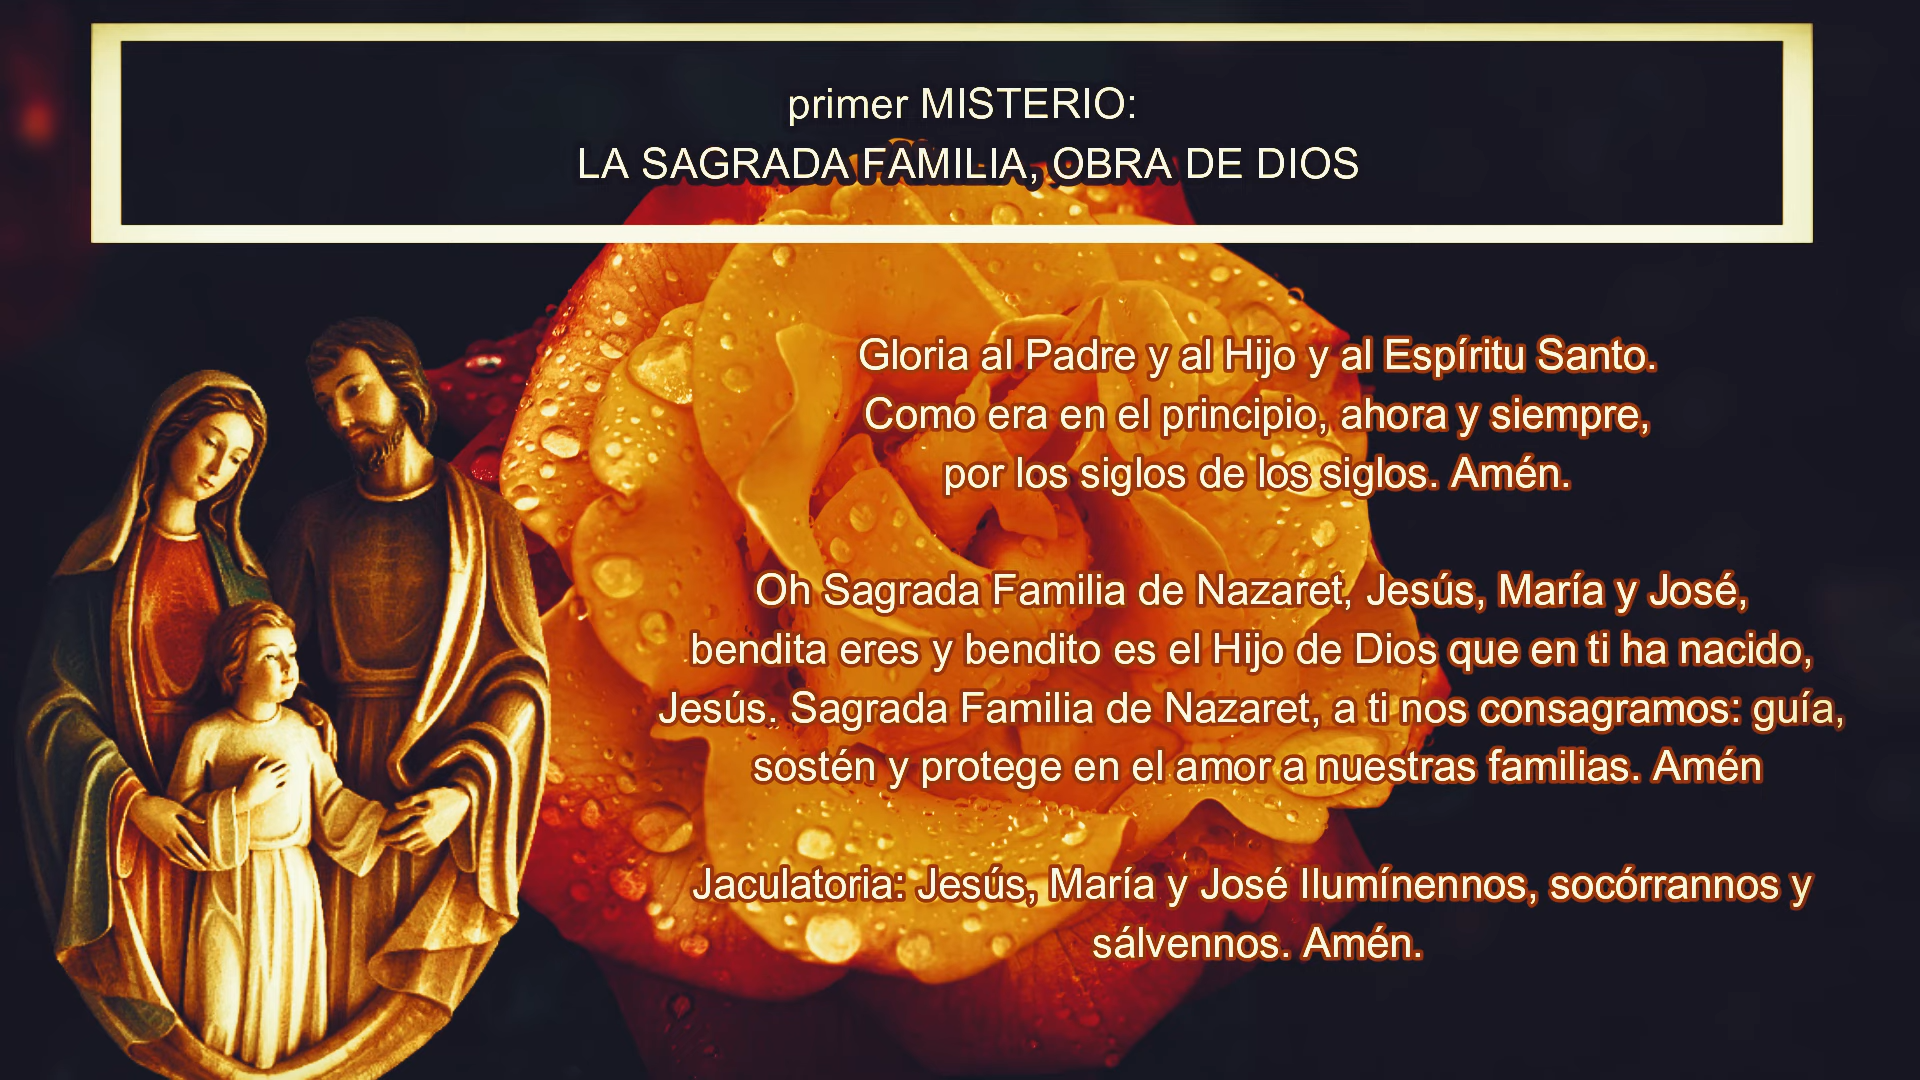 primer MISTERIO:
LA SAGRADA FAMILIA, OBRA DE DIOS
Gloria al Padre y al Hijo y al Espíritu Santo.
Como era en el principio, ahora y siempre,
por los siglos de los siglos. Amén.
Oh Sagrada Familia de Nazaret, Jesús, María y José,
bendita eres y bendito es el Hijo de Dios que en ti ha nacido,
Jesús. Sagrada Familia de Nazaret, a ti nos consagramos: guía,
sostén y protege en el amor a nuestras familias. Amén
Jaculatoria: Jesús, María y José Ilumínennos, socórrannos y
sálvennos. Amén.